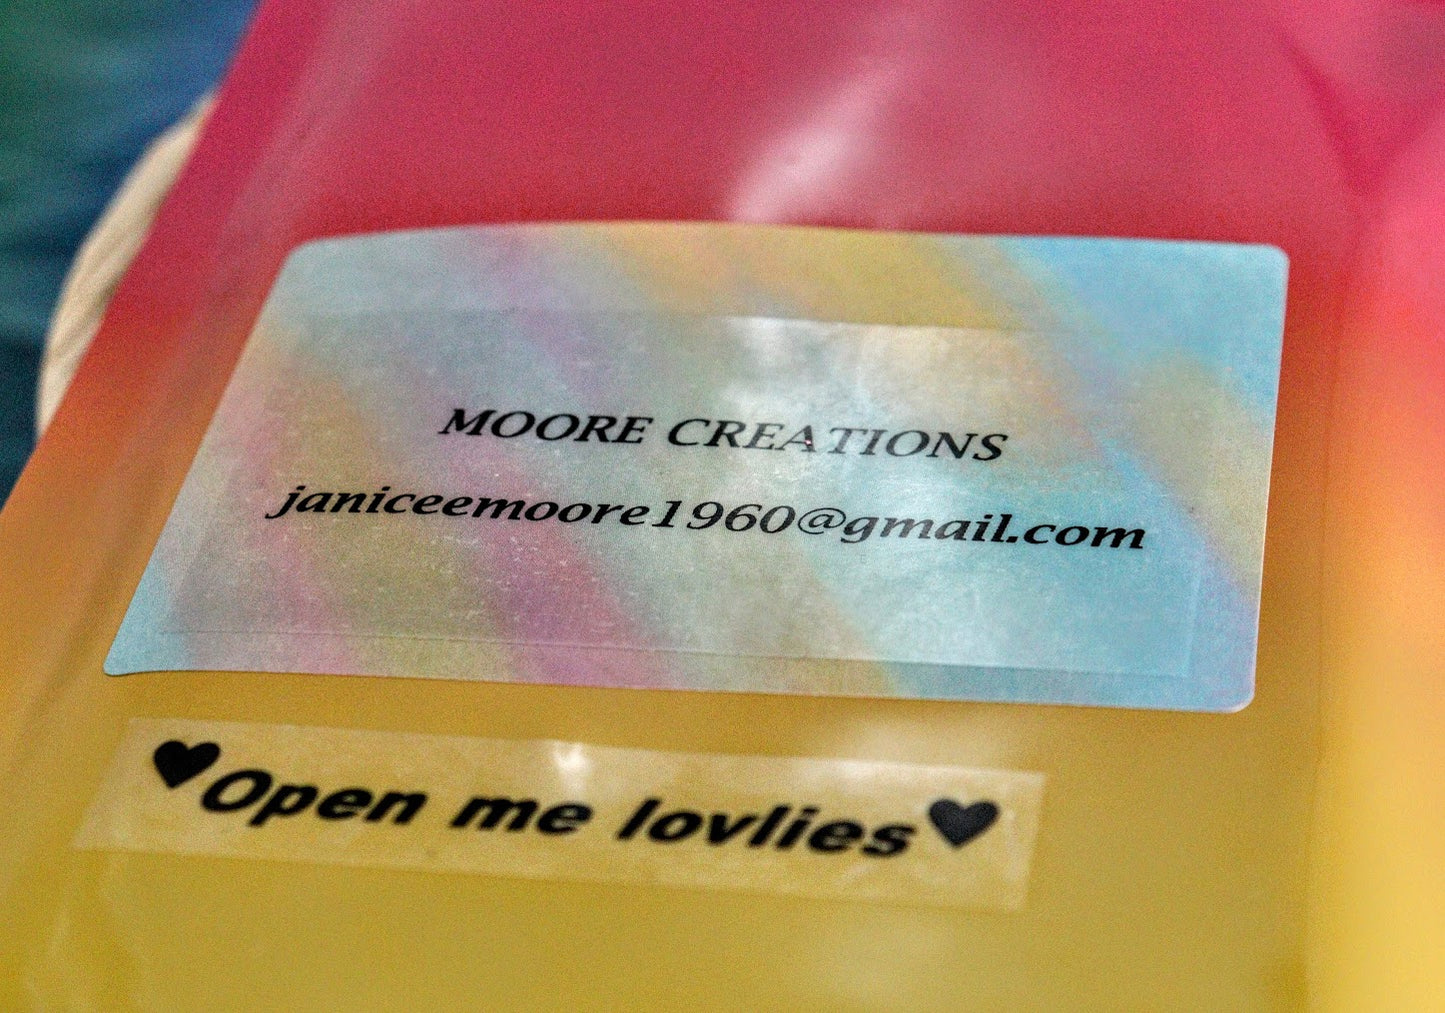 MOORE CREATIONS
janiceemoore1960@gmail.com
♥Open me lovlies♥